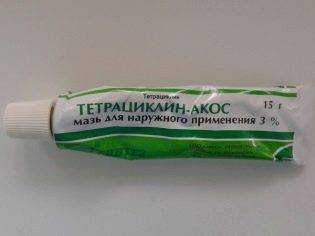 Тетрациклин
ТЕТРАЦИКЛИН-АКОС
15 г
мазь для наружного применения 3 %